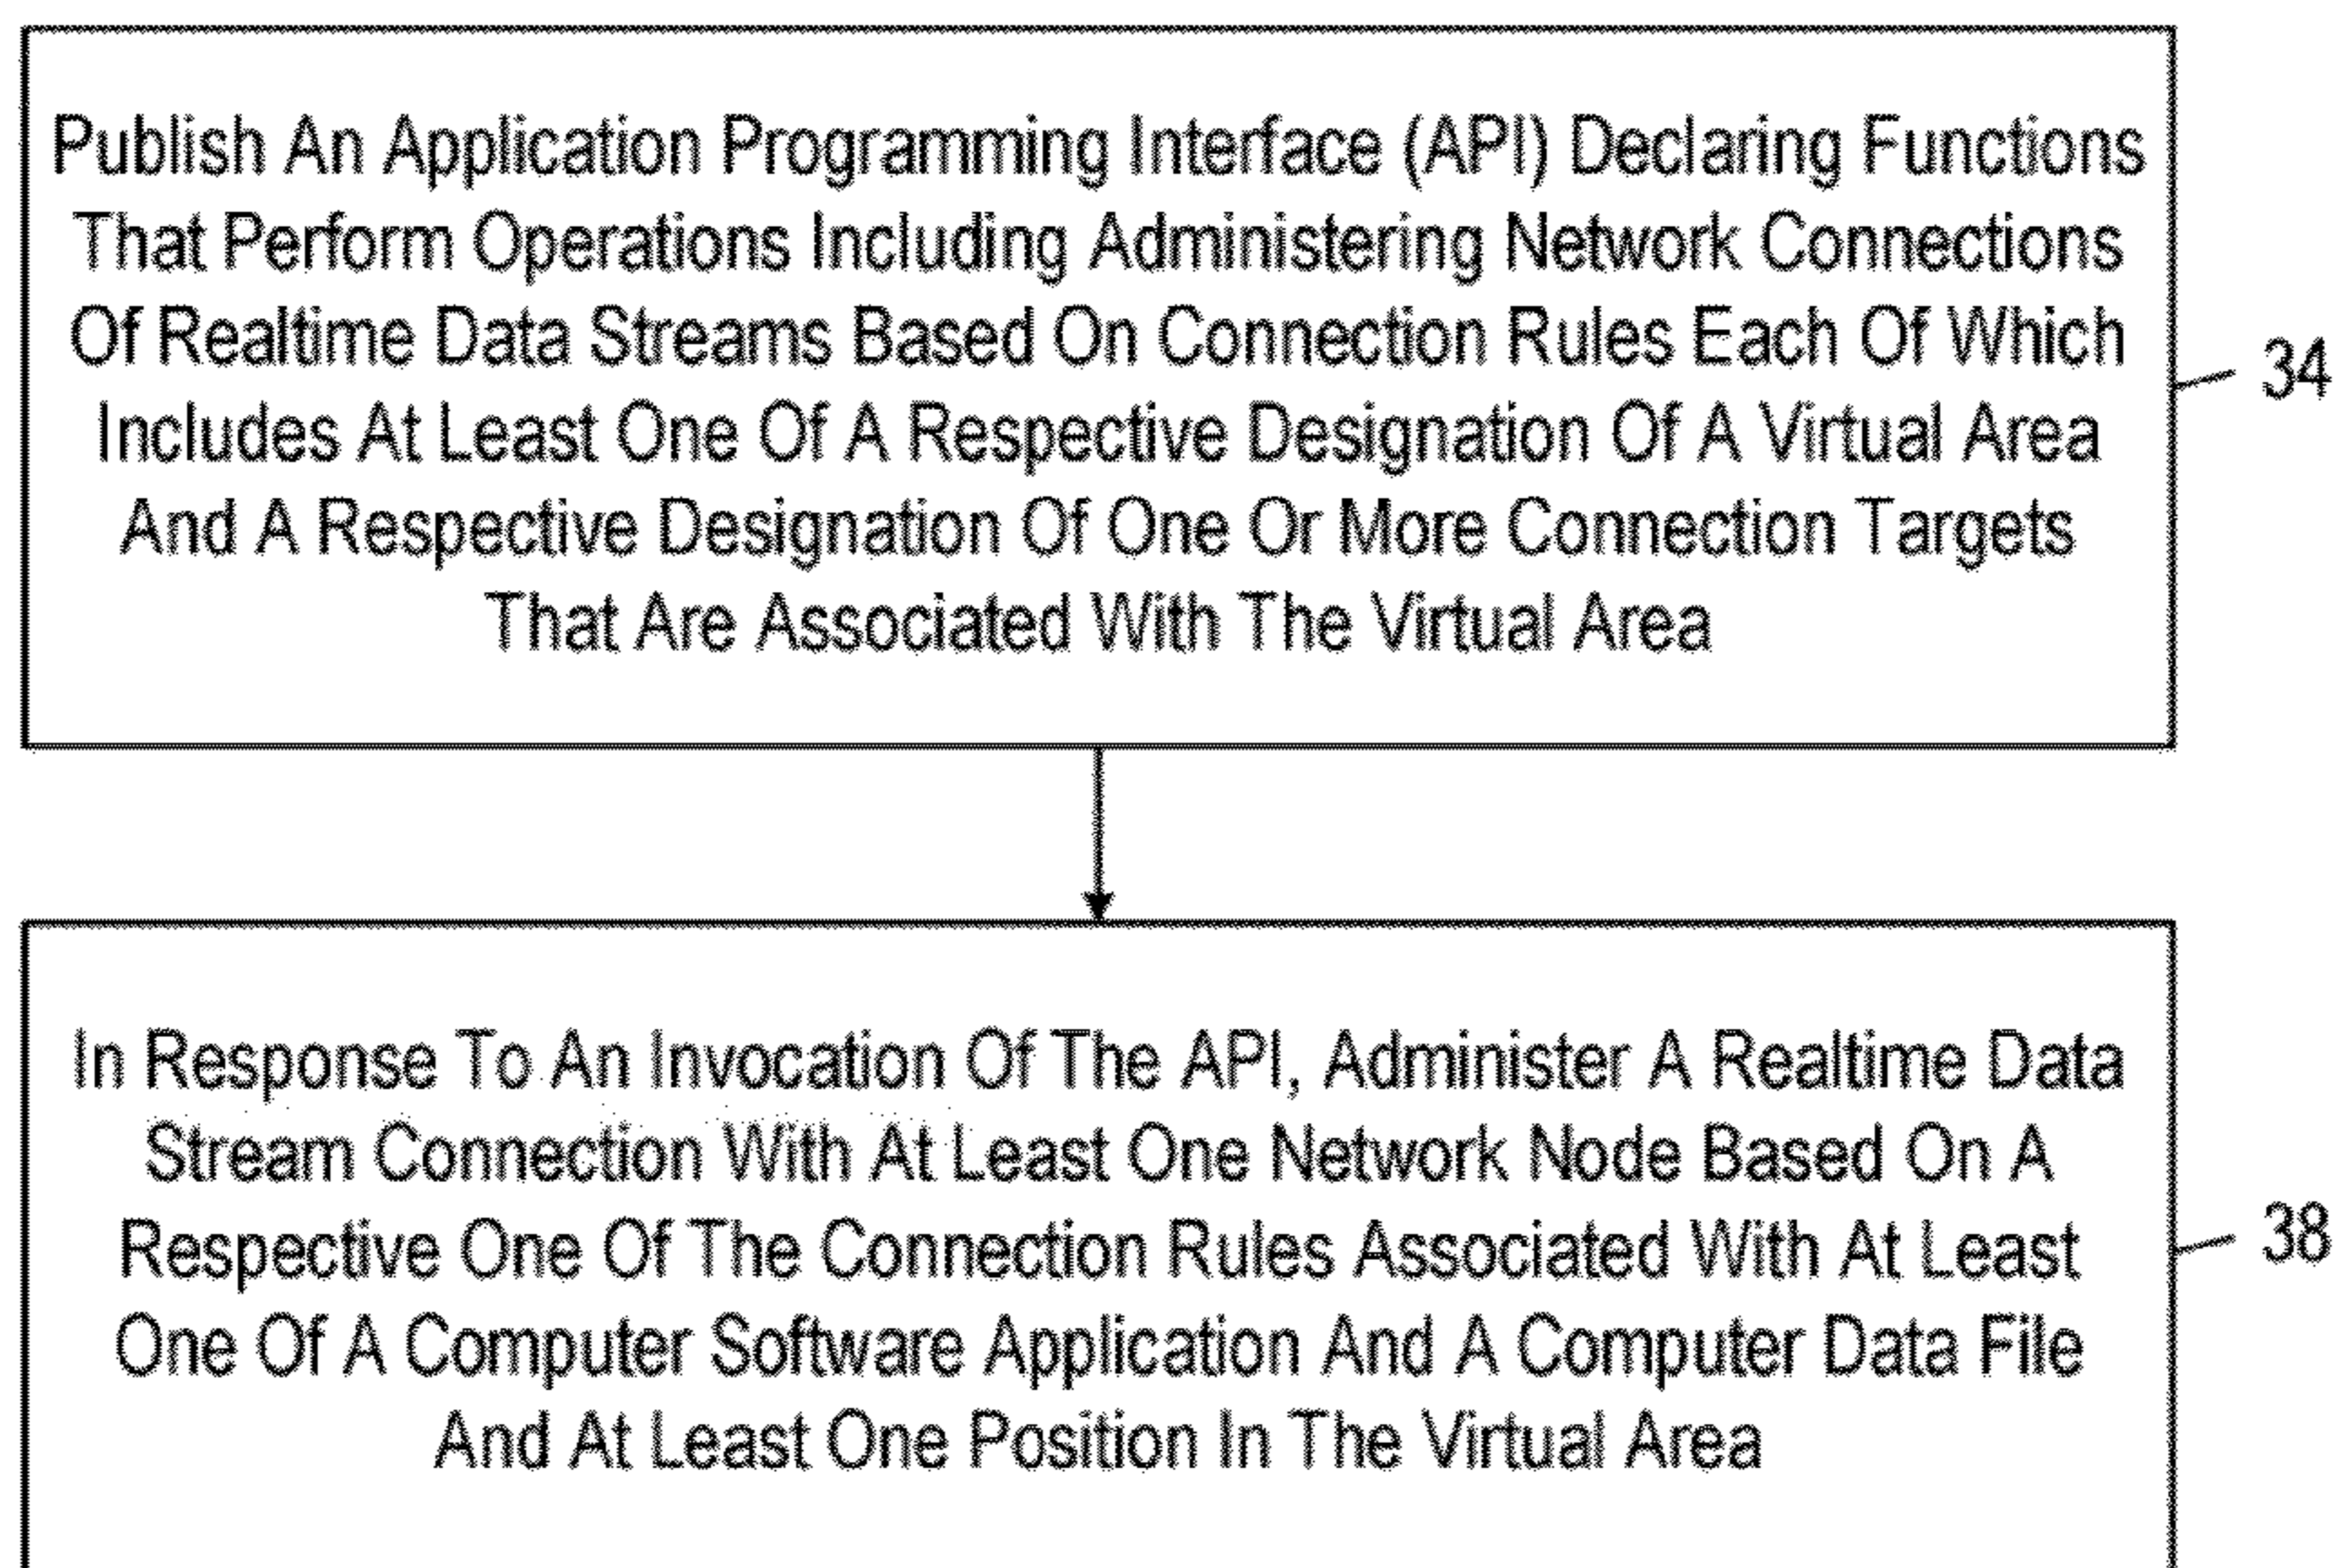 Publish An Application Programming Interface (API) Declaring Functions
That Perform Operations Including Administering Network Connections
Of Realtime Data Streams Based On Connection Rules Each Of Which
Includes At Least One Of A Respective Designation Of A Virtual Area
And A Respective Designation Of One Or More Connection Targets
That Are Associated With The Virtual Area
34
In Response To An Invocation Of The API, Administer A Realtime Data
Stream Connection With At Least One Network Node Based On A
Respective One Of The Connection Rules Associated With At Least
One Of A Computer Software Application And A Computer Data File
And At Least One Position In The Virtual Area
38